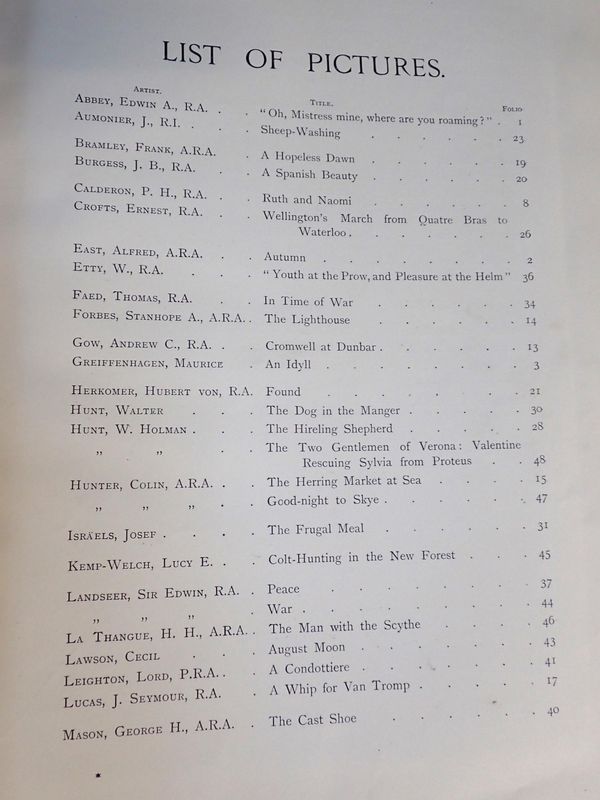 LIST OF PICTURES.
ARTIST. TITLE. FOLIO
ABBEY, EDWIN A., R.A. . . "Oh, Mistress mine, where are you roaming?" . 1
AUMONIER, J., R.I. . . Sheep-Washing . . . . . 23
BRAMLEY, FRANK, A.R.A. . A Hopeless Dawn . . . . . 19
BURGESS, J. B., R.A. . . A Spanish Beauty . . . . . 20
CALDERON, P. H., R.A. . . Ruth and Naomi . . . . . 8
CROFTS, ERNEST, R.A. . . Wellington's March from Quatre Bras to
Waterloo . . . . . . 26
EAST, ALFRED, A.R.A. . . Autumn . . . . . . . 2
ETTY, W., R.A. . . . "Youth at the Prow, and Pleasure at the Helm" 36
FAED, THOMAS, R.A. . . In Time of War . . . . . 34
FORBES, STANHOPE A., A.R.A. . The Lighthouse . . . . . 14
GOW, ANDREW C., R.A. . . Cromwell at Dunbar . . . . . 13
GREIFFENHAGEN, MAURICE . An Idyll . . . . . . 3
HERKOMER, HUBERT VON, R.A. Found . . . . . . 21
HUNT, WALTER . . . The Dog in the Manger . . . . 30
HUNT, W. HOLMAN . . . The Hireling Shepherd . . . . 28
" " . . The Two Gentlemen of Verona: Valentine
Rescuing Sylvia from Proteus . . 48
HUNTER, COLIN, A.R.A. . . The Herring Market at Sea . . . . 15
" " " . . Good-night to Skye . . . . . 47
ISRAËLS, JOSEF . . . . The Frugal Meal . . . . . 31
KEMP-WELCH, LUCY E. . . Colt-Hunting in the New Forest . . . 45
LANDSEER, SIR EDWIN, R.A. . Peace . . . . . . . 37
" " " . War . . . . . . . 44
LA THANGUE, H. H., A.R.A. . The Man with the Scythe . . . . 46
LAWSON, CECIL . . . August Moon . . . . . . 43
LEIGHTON, LORD, P.R.A. . . A Condottiere . . . . . . 41
LUCAS, J. SEYMOUR, R.A. . A Whip for Van Tromp . . . . 17
MASON, GEORGE H., A.R.A. . The Cast Shoe . . . . . 40
*